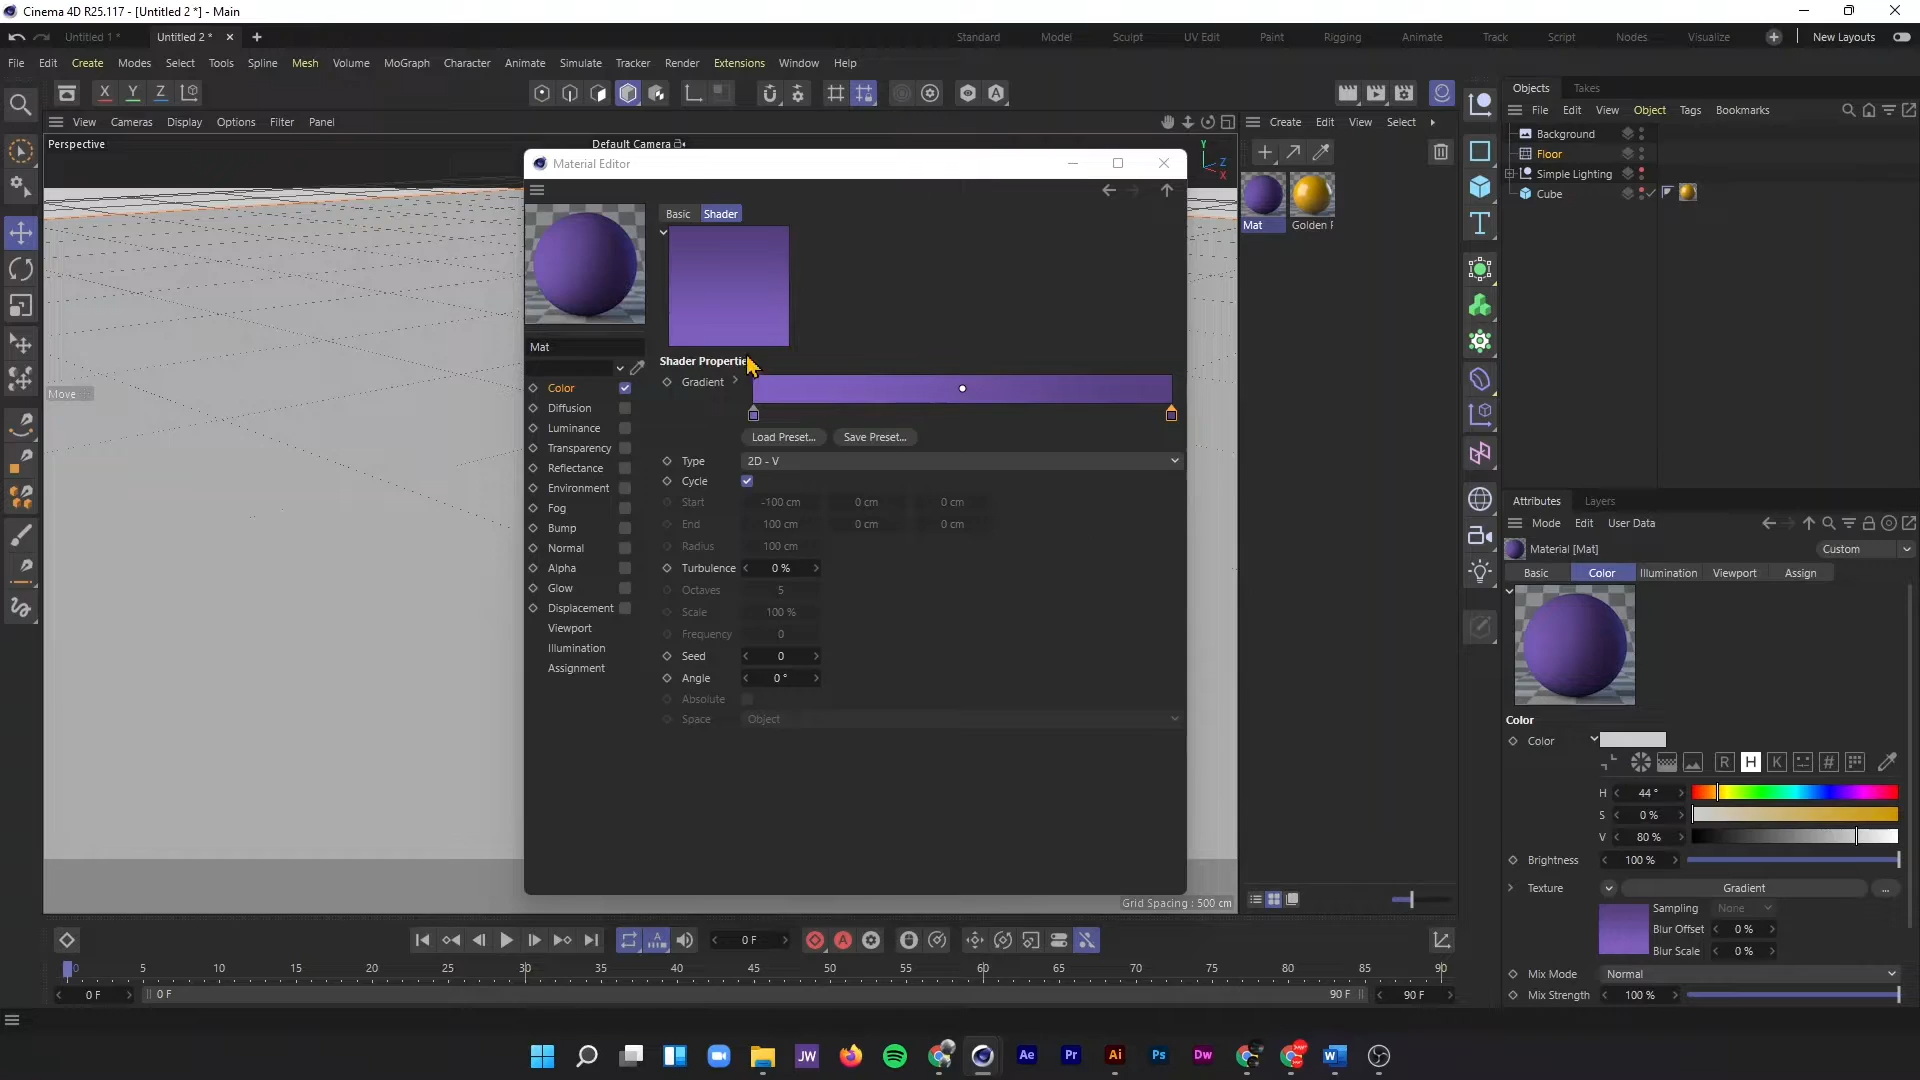 Cinema 4D R25.117 - [Untitled 2 *] - Main
Untitled 1 *
Untitled 2 *
Standard
Model
Sculpt
UV Edit
Paint
Rigging
Animate
Track
Script
Nodes
Visualize
New Layouts
File Edit Create Modes Select Tools Spline Mesh Volume MoGraph Character Animate Simulate Tracker Render Extensions Window Help
X Y Z
Objects Takes
File Edit View Object Tags Bookmarks
View Cameras Display Options Filter Panel
Create Edit View Select
Perspective
Default Camera
Y
Z
X
Material Editor
Background
Floor
Simple Lighting
Cube
Mat
Golden
Basic Shader
Mat
Shader Propertie
Gradient
Color
Diffusion
Luminance
Transparency
Reflectance
Environment
Fog
Bump
Normal
Alpha
Glow
Displacement
Viewport
Illumination
Assignment
Load Preset...
Save Preset...
Type 2D - V
Cycle
Start -100 cm 0 cm 0 cm
End 100 cm 0 cm 0 cm
Radius 100 cm
Turbulence 0 %
Octaves 5
Scale 100 %
Frequency 0
Seed 0
Angle 0 °
Absolute
Space Object
Move
Grid Spacing : 500 cm
Attributes Layers
Mode Edit User Data
Material [Mat]
Custom
Basic Color Illumination Viewport Assign
Color
Color
R H K #
H 44 °
S 0 %
V 80 %
Brightness 100 %
Texture Gradient ...
Sampling None
Blur Offset 0 %
Blur Scale 0 %
Mix Mode Normal
Mix Strength 100 %
0 F
0 5 10 15 20 25 30 35 40 45 50 55 60 65 70 75 80 85 90
0 F 0 F 90 F 90 F
JW Ae Pr Ai Ps Dw W